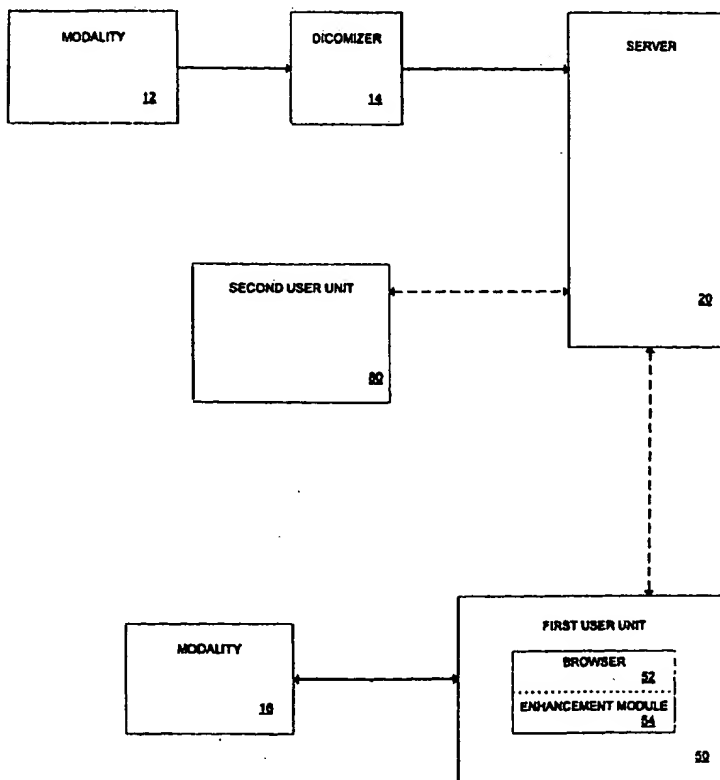 MODALITY
12
DICOMIZER
14
SERVER
20
SECOND USER UNIT
80
MODALITY
16
FIRST USER UNIT
BROWSER
52
ENHANCEMENT MODULE
54
50